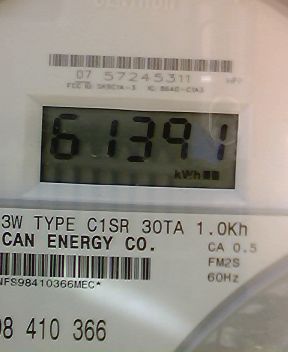 07 57245311
61391
kWh
3W TYPE C1SR 30TA 1.0Kh
CAN ENERGY CO.
CA 0.5
FM2S
60Hz
NFS98410366MEC*
98 410 366